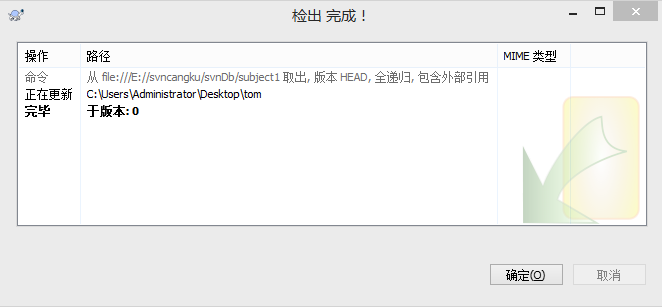 检出 完成！
操作 路径 MIME 类型
命令 从 file:///E://svncangku/svnDb/subject1 取出, 版本 HEAD, 全递归, 包含外部引用
正在更新 C:\Users\Administrator\Desktop\tom
完毕 于版本: 0
确定(O) 取消